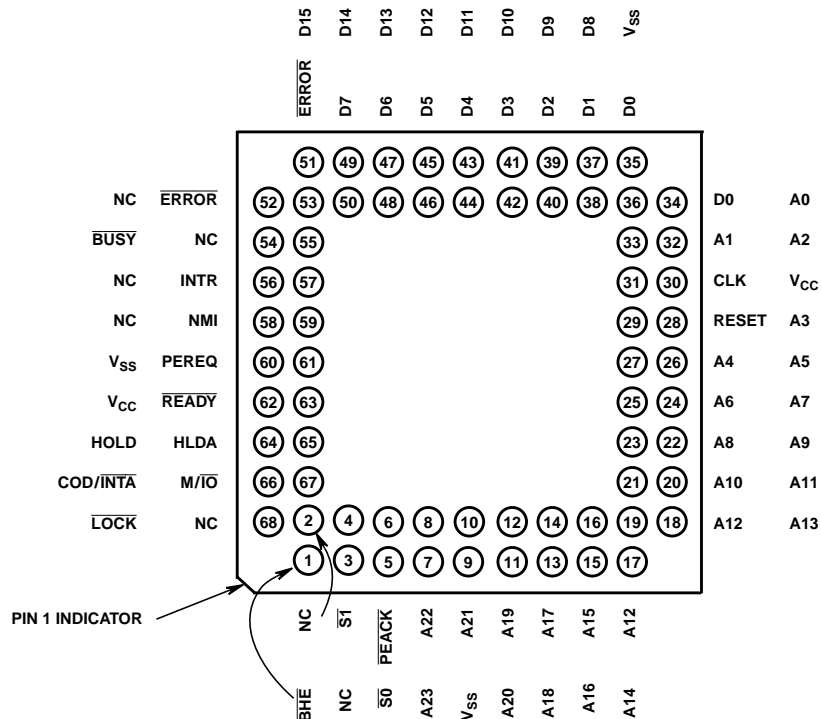 D15 D14 D13 D12 D11 D10 D9 D8 VSS
ERROR D7 D6 D5 D4 D3 D2 D1 D0
51 49 47 45 43 41 39 37 35
NC ERROR 52 53 50 48 46 44 42 40 38 36 34 D0 A0
BUSY NC 54 55 33 32 A1 A2
NC INTR 56 57 31 30 CLK VCC
NC NMI 58 59 29 28 RESET A3
VSS PEREQ 60 61 27 26 A4 A5
VCC READY 62 63 25 24 A6 A7
HOLD HLDA 64 65 23 22 A8 A9
COD/INTA M/IO 66 67 21 20 A10 A11
LOCK NC 68 2 4 6 8 10 12 14 16 19 18 A12 A13
1 3 5 7 9 11 13 15 17
PIN 1 INDICATOR
NC S1 PEACK A22 A21 A19 A17 A15 A12
BHE NC S0 A23 VSS A20 A18 A16 A14